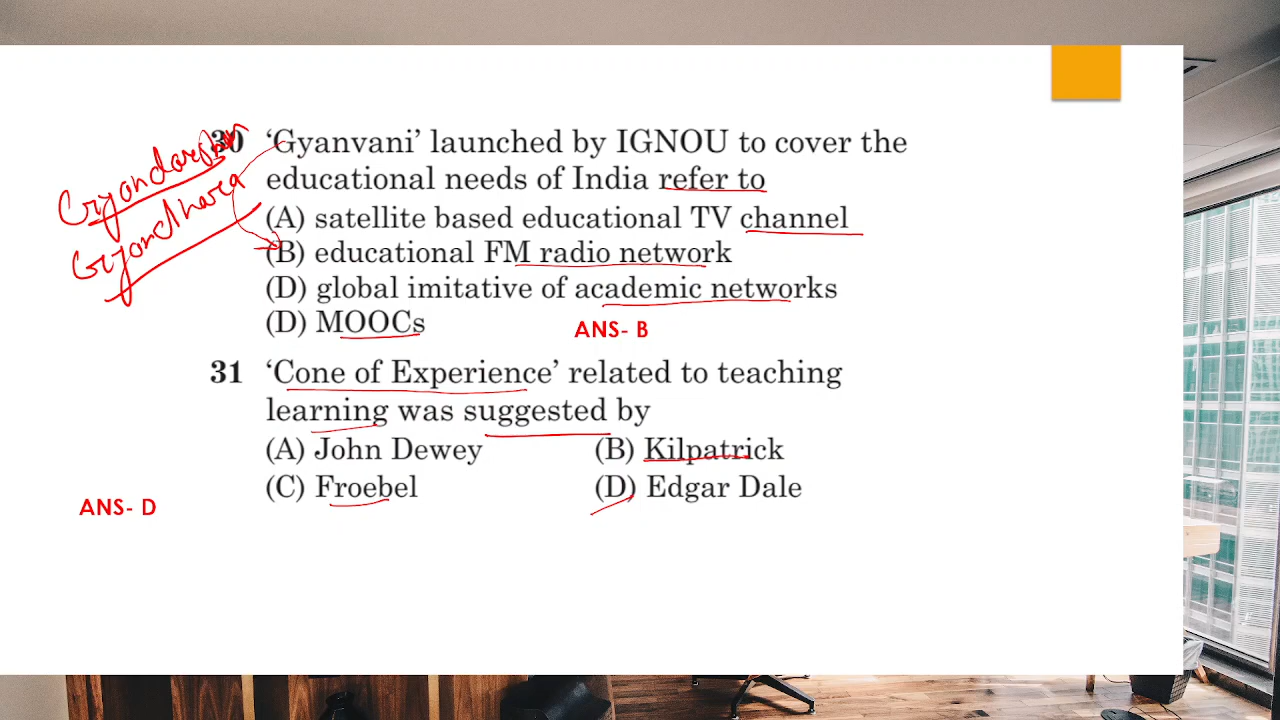 Gyandarshan
Gyandhara
30 ‘Gyanvani’ launched by IGNOU to cover the
educational needs of India refer to
(A) satellite based educational TV channel
(B) educational FM radio network
(D) global imitative of academic networks
(D) MOOCs
ANS- B
31 ‘Cone of Experience’ related to teaching
learning was suggested by
(A) John Dewey (B) Kilpatrick
(C) Froebel (D) Edgar Dale
ANS- D